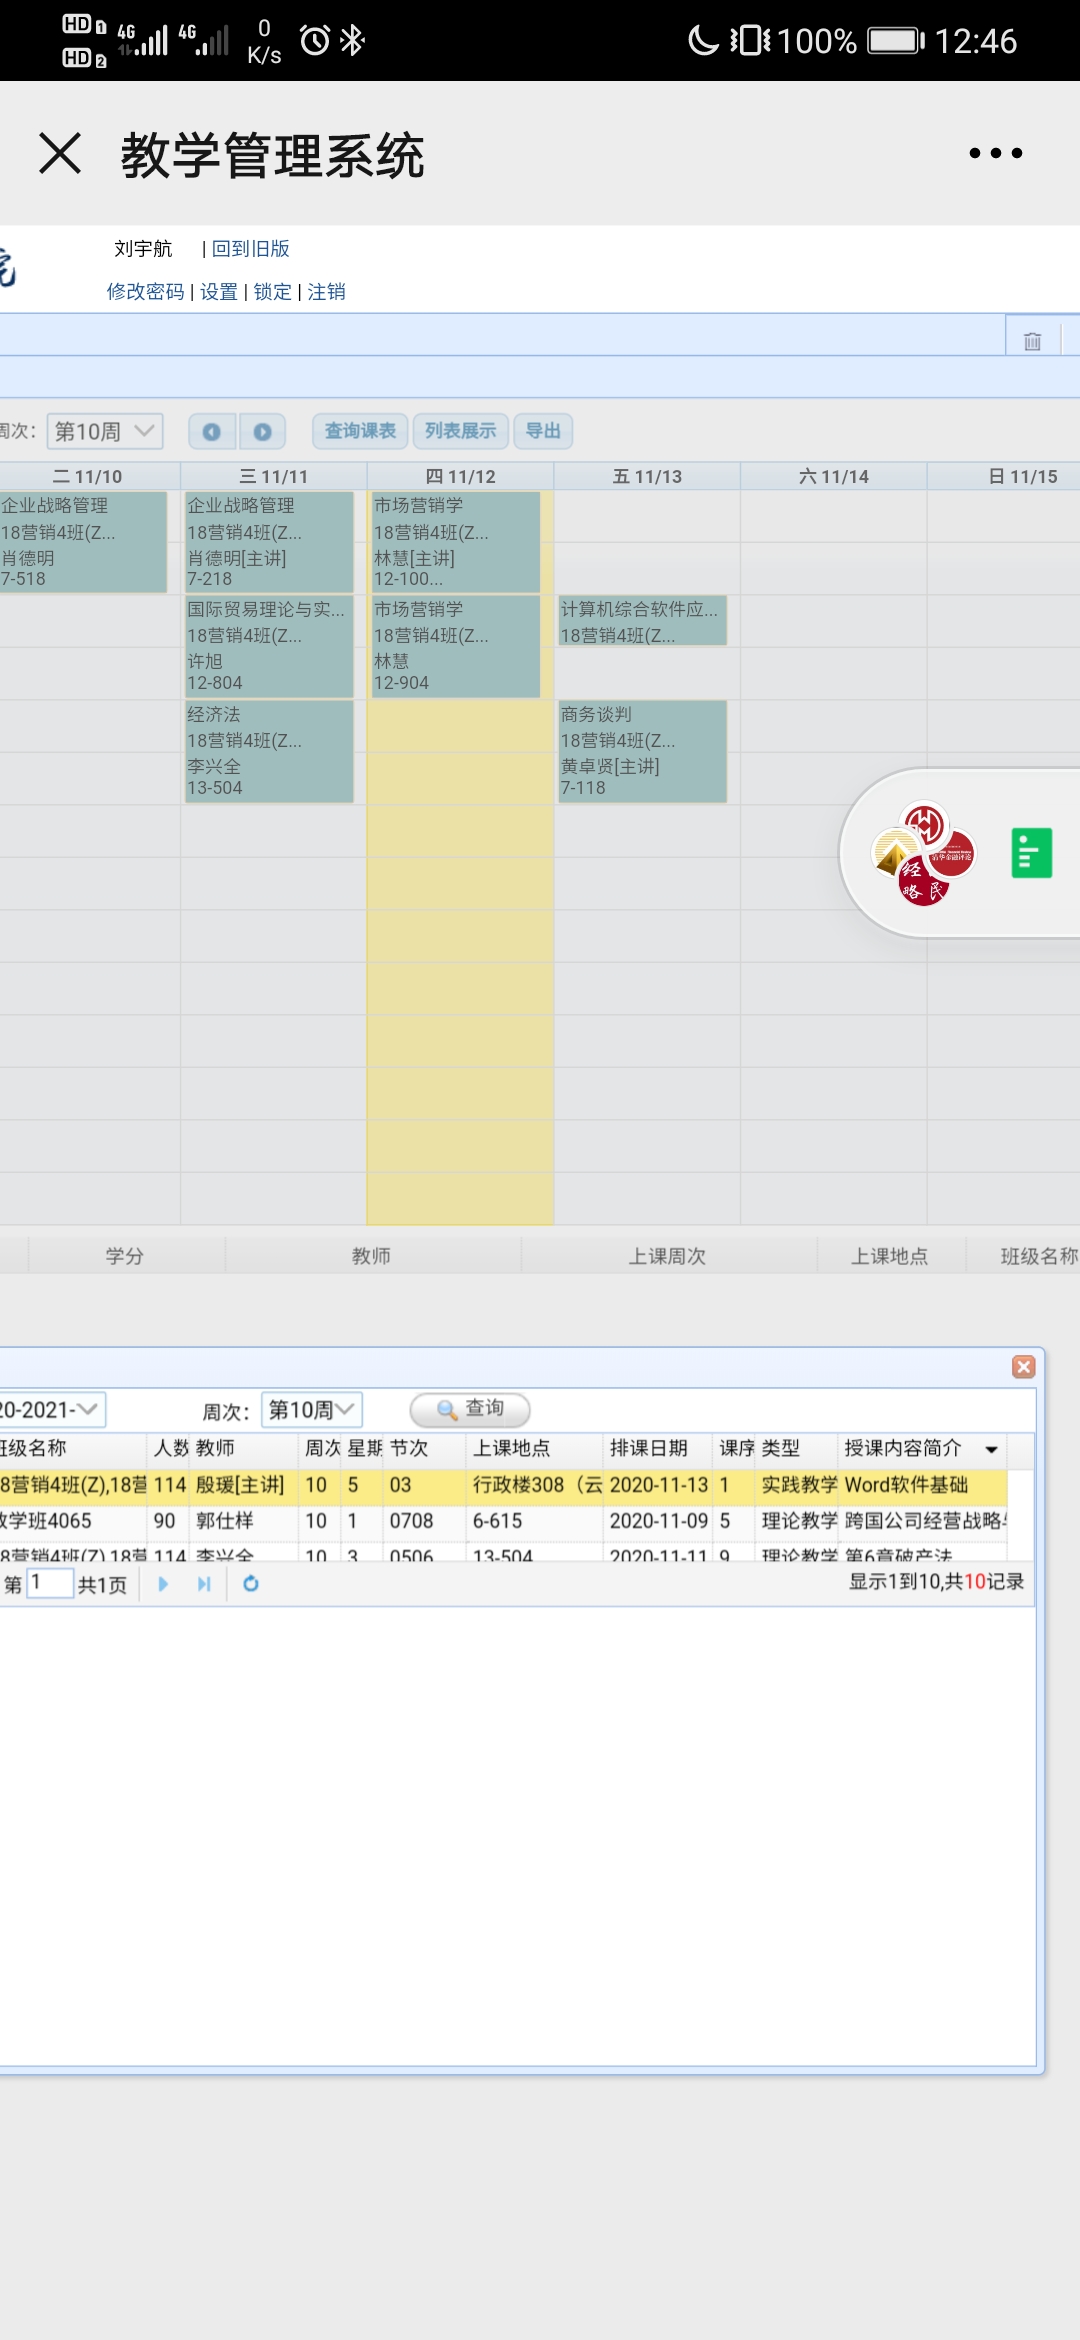 HD 1 4G 4G 0 100% 12:46
HD 2 K/s
教学管理系统
刘宇航 | 回到旧版
修改密码 | 设置 | 锁定 | 注销
周次: 第10周 查询课表 列表展示 导出
二 11/10 三 11/11 四 11/12 五 11/13 六 11/14 日 11/15
企业战略管理 企业战略管理 市场营销学
18营销4班(Z... 18营销4班(Z... 18营销4班(Z...
肖德明 肖德明[主讲] 林慧[主讲]
7-518 7-218 12-100...
国际贸易理论与实... 市场营销学 计算机综合软件应...
18营销4班(Z... 18营销4班(Z... 18营销4班(Z...
许旭 林慧
12-804 12-904
经济法 商务谈判
18营销4班(Z... 18营销4班(Z...
李兴全 黄卓贤[主讲]
13-504 7-118
经民略
学分 教师 上课周次 上课地点 班级名称
20-2021- 周次: 第10周 查询
班级名称 人数 教师 周次 星期 节次 上课地点 排课日期 课序 类型 授课内容简介
8营销4班(Z),18营 114 殷瑗[主讲] 10 5 03 行政楼308（云 2020-11-13 1 实践教学 Word软件基础
教学班4065 90 郭仕样 10 1 0708 6-615 2020-11-09 5 理论教学 跨国公司经营战略
8营销4班(Z),18营 114 李兴全 10 3 0506 13-504 2020-11-11 9 理论教学 第6章破产法
第 1 共1页 显示1到10,共10记录